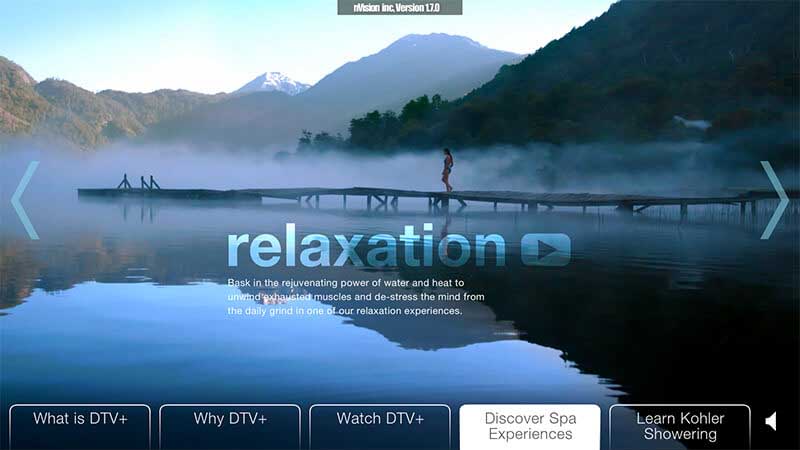 nVision inc, Version 1.7.0
relaxation
Bask in the rejuvenating power of water and heat to
unwind exhausted muscles and de-stress the mind from
the daily grind in one of our relaxation experiences.
What is DTV+
Why DTV+
Watch DTV+
Discover Spa
Experiences
Learn Kohler
Showering